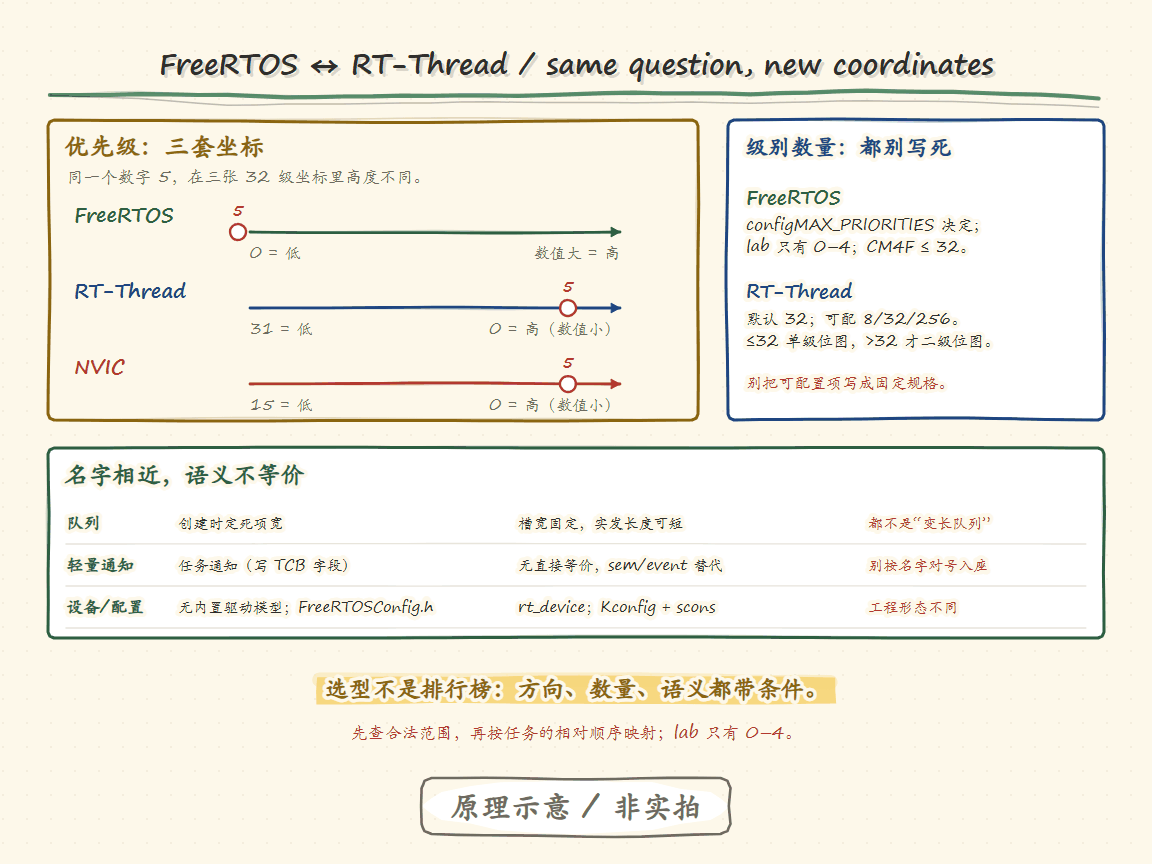 FreeRTOS ↔ RT-Thread / same question, new coordinates
优先级：三套坐标
同一个数字 5，在三张 32 级坐标里高度不同。
FreeRTOS
5
0 = 低
数值大 = 高
RT-Thread
5
31 = 低
0 = 高（数值小）
NVIC
5
15 = 低
0 = 高（数值小）
级别数量：都别写死
FreeRTOS
configMAX_PRIORITIES 决定；
lab 只有 0–4；CM4F ≤ 32。
RT-Thread
默认 32；可配 8/32/256。
≤32 单级位图，>32 才二级位图。
别把可配置项写成固定规格。
名字相近，语义不等价
队列 创建时定死项宽 槽宽固定，实发长度可短 都不是“变长队列”
轻量通知 任务通知（写 TCB 字段） 无直接等价，sem/event 替代 别按名字对号入座
设备/配置 无内置驱动模型；FreeRTOSConfig.h rt_device；Kconfig + scons 工程形态不同
选型不是排行榜：方向、数量、语义都带条件。
先查合法范围，再按任务的相对顺序映射；lab 只有 0–4。
原理示意 / 非实拍